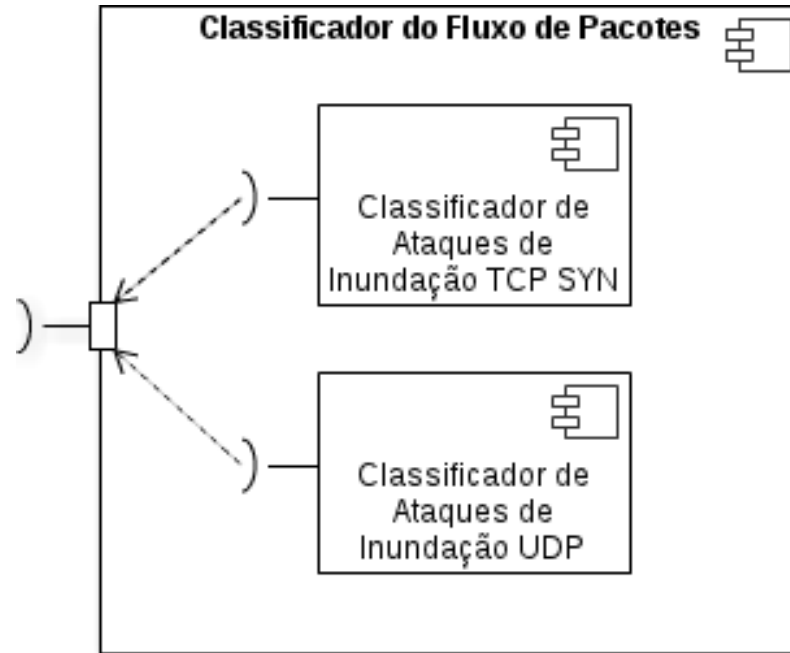 Classificador do Fluxo de Pacotes
Classificador de
Ataques de
Inundação TCP SYN
Classificador de
Ataques de
Inundação UDP